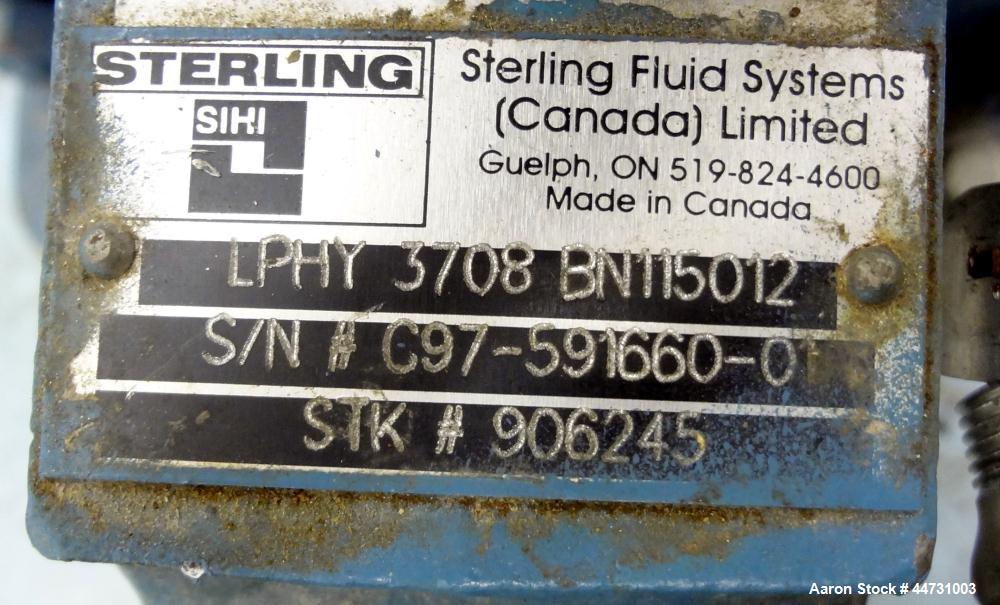 STERLING
SIHI
Sterling Fluid Systems
(Canada) Limited
Guelph, ON 519-824-4600
Made in Canada
LPHY 3708 BN115012
S/N # C97-591660-01
STK # 906245
Aaron Stock # 44731003